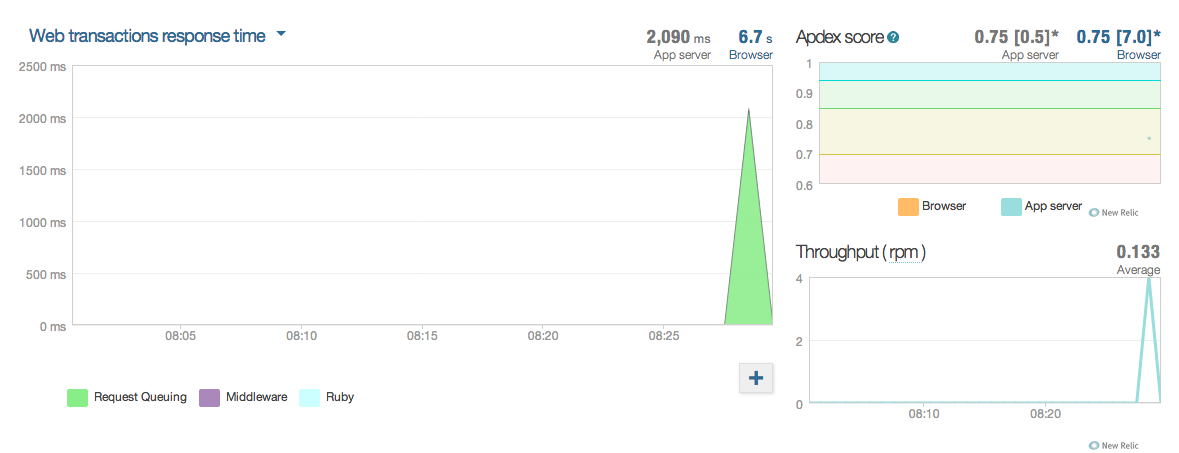 Web transactions response time
2,090 ms
App server
6.7 s
Browser
2500 ms
2000 ms
1500 ms
1000 ms
500 ms
0 ms
08:05 08:10 08:15 08:20 08:25
+
Request Queuing Middleware Ruby
Apdex score ?
0.75 [0.5]*
App server
0.75 [7.0]*
Browser
1
0.9
0.8
0.7
0.6
Browser App server New Relic
Throughput ( rpm )
0.133
Average
4
2
0
08:10 08:20
New Relic